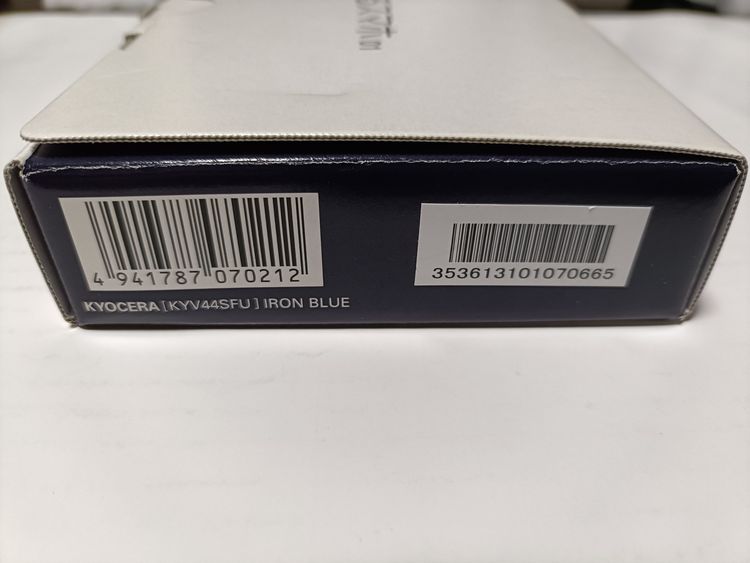 4 941787 070212
353613101070665
KYOCERA [KYV44SFU] IRON BLUE